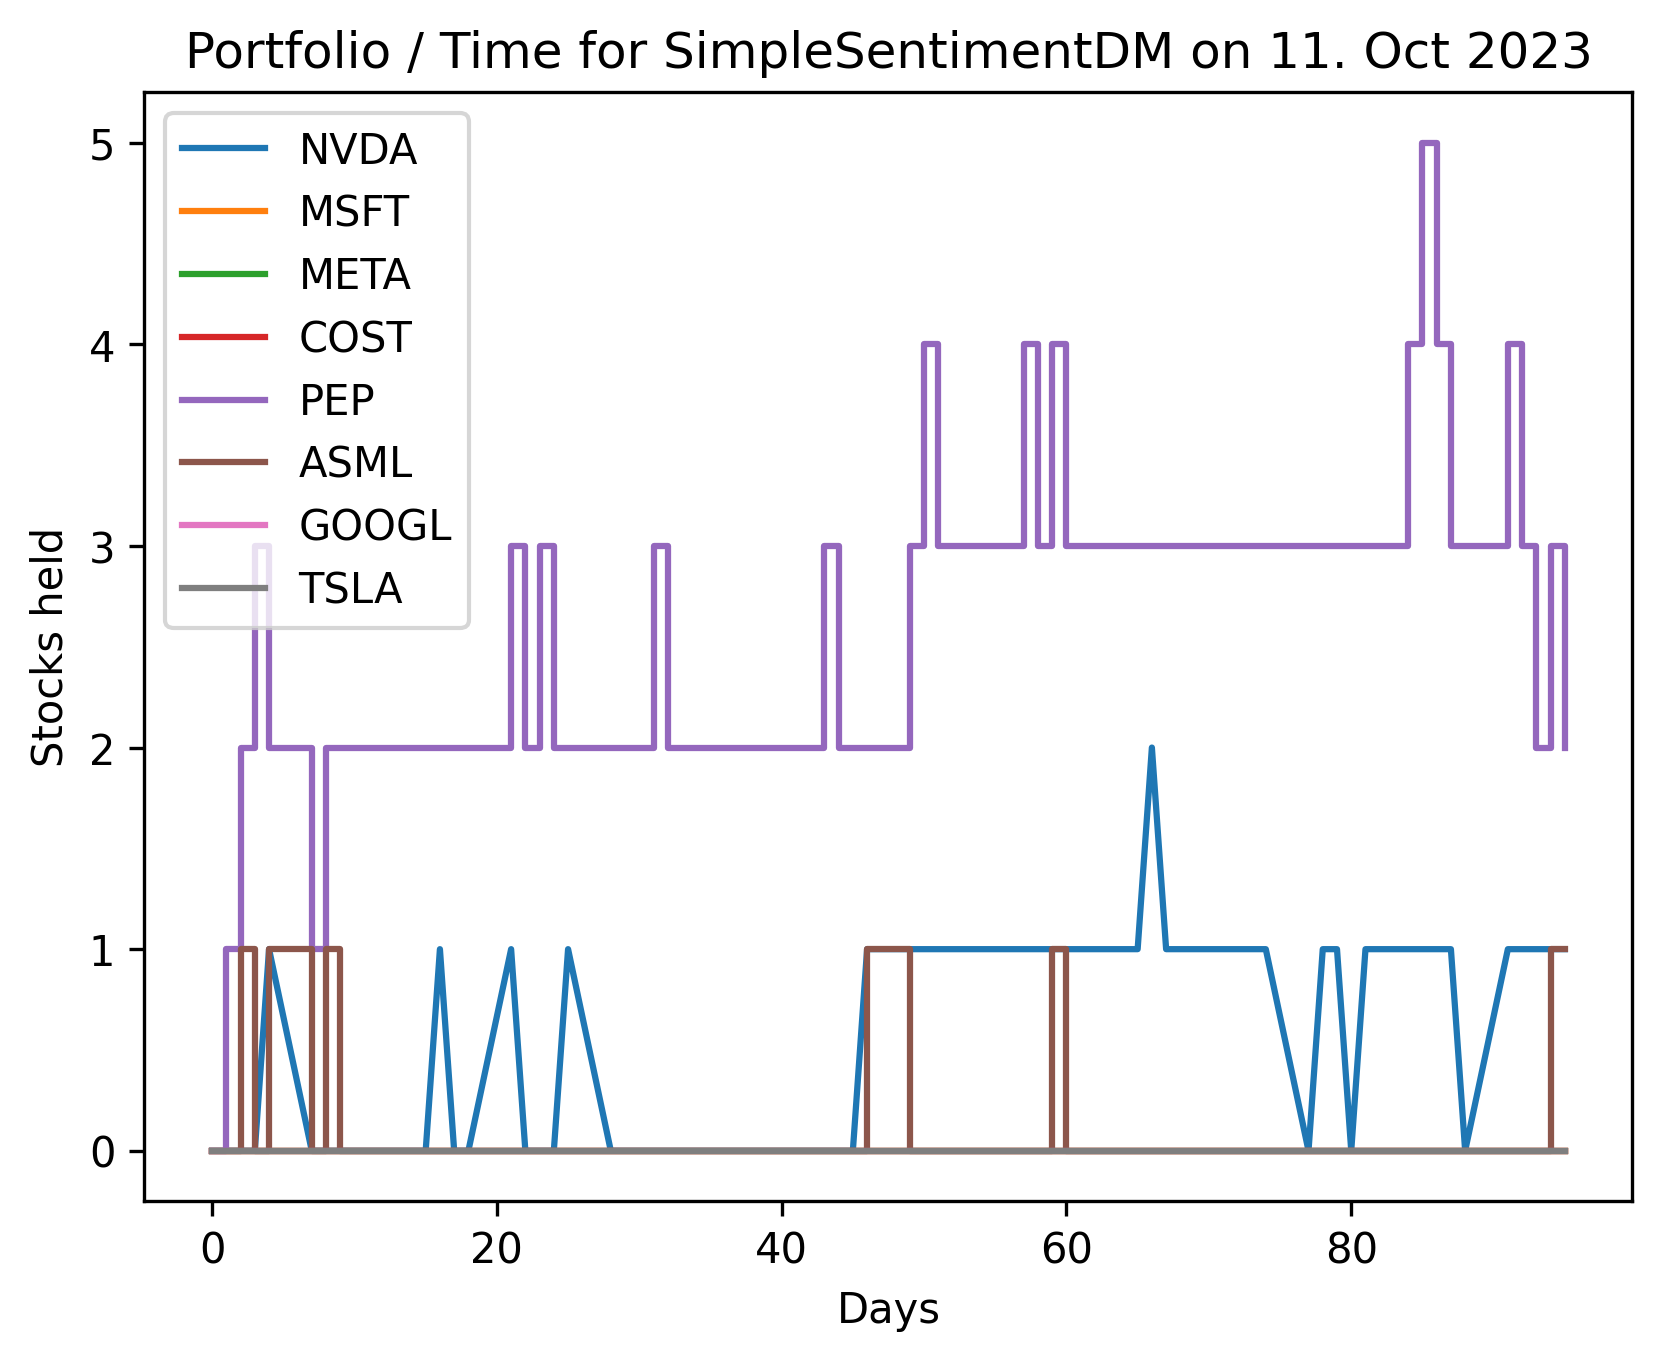 Portfolio / Time for SimpleSentimentDM on 11. Oct 2023
NVDA
MSFT
META
COST
PEP
ASML
GOOGL
TSLA
Stocks held
5
4
3
2
1
0
0 20 40 60 80
Days